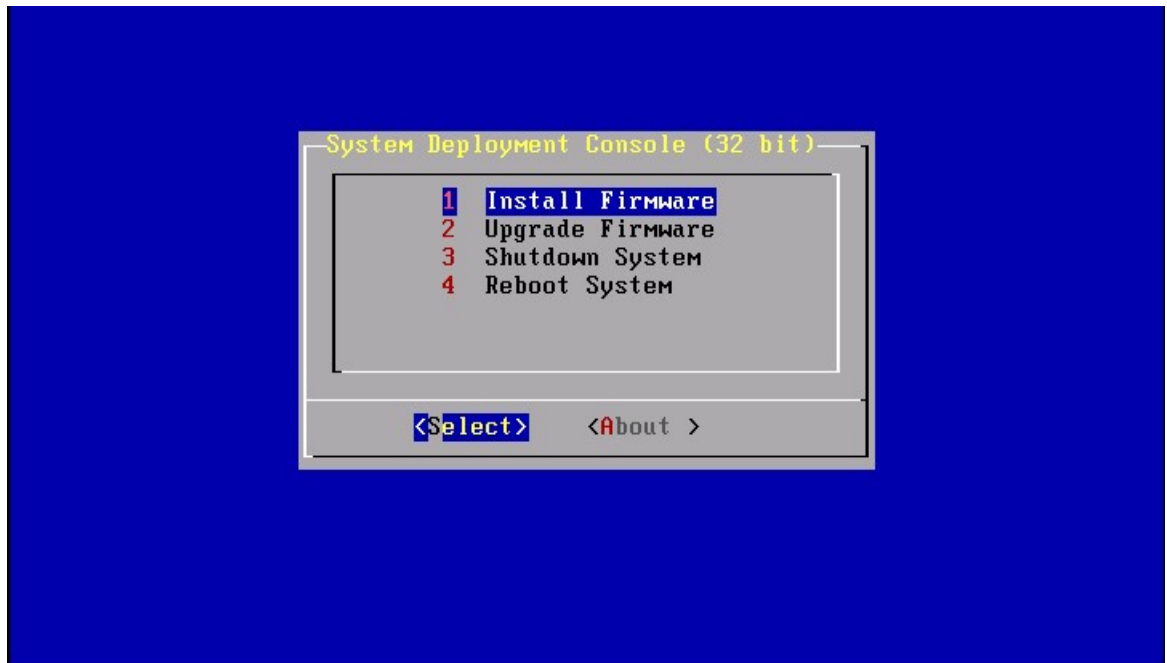 System Deployment Console (32 bit)
1 Install Firmware
2 Upgrade Firmware
3 Shutdown System
4 Reboot System
<Select> <About >